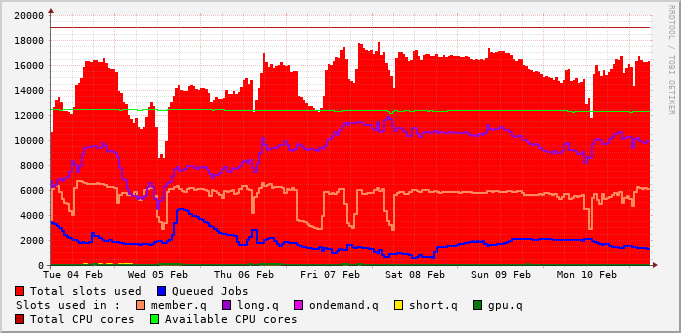 20000
18000
16000
14000
12000
10000
8000
6000
4000
2000
0
Tue 04 Feb Wed 05 Feb Thu 06 Feb Fri 07 Feb Sat 08 Feb Sun 09 Feb Mon 10 Feb
Total slots used Queued Jobs
Slots used in : member.q long.q ondemand.q short.q gpu.q
Total CPU cores Available CPU cores
RRDTOOL / TOBI OETIKER